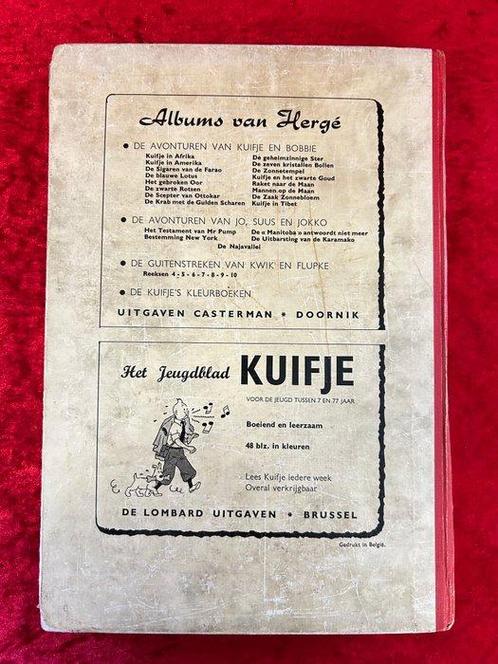 Albums van Hergé
• DE AVONTUREN VAN KUIFJE EN BOBBIE
Kuifje in Afrika
Kuifje in Amerika
De Sigaren van de Farao
De blauwe Lotus
Het gebroken Oor
De zwarte Rotsen
De Scepter van Ottokar
De Krab met de Gulden Scharen
De geheimzinnige Ster
De zeven kristallen Bollen
De Zonnetempel
Kuifje en het zwarte Goud
Raket naar de Maan
Mannen op de Maan
De Zaak Zonnebloem
Kuifje in Tibet
• DE AVONTUREN VAN JO, SUUS EN JOKKO
Het Testament van Mr Pump
Bestemming New York
De « Manitoba » antwoordt niet meer
De Uitbarsting van de Karamako
De Najavallei
• DE GUITENSTREKEN VAN KWIK EN FLUPKE
Reeksen 4 - 5 - 6 - 7 - 8 - 9 - 10
• DE KUIFJE'S KLEURBOEKEN
UITGAVEN CASTERMAN • DOORNIK
Het Jeugdblad KUIFJE
VOOR DE JEUGD TUSSEN 7 EN 77 JAAR
Boeiend en leerzaam
48 blz. in kleuren
Lees Kuifje iedere week
Overal verkrijgbaar
DE LOMBARD UITGAVEN • BRUSSEL
Gedrukt in België.